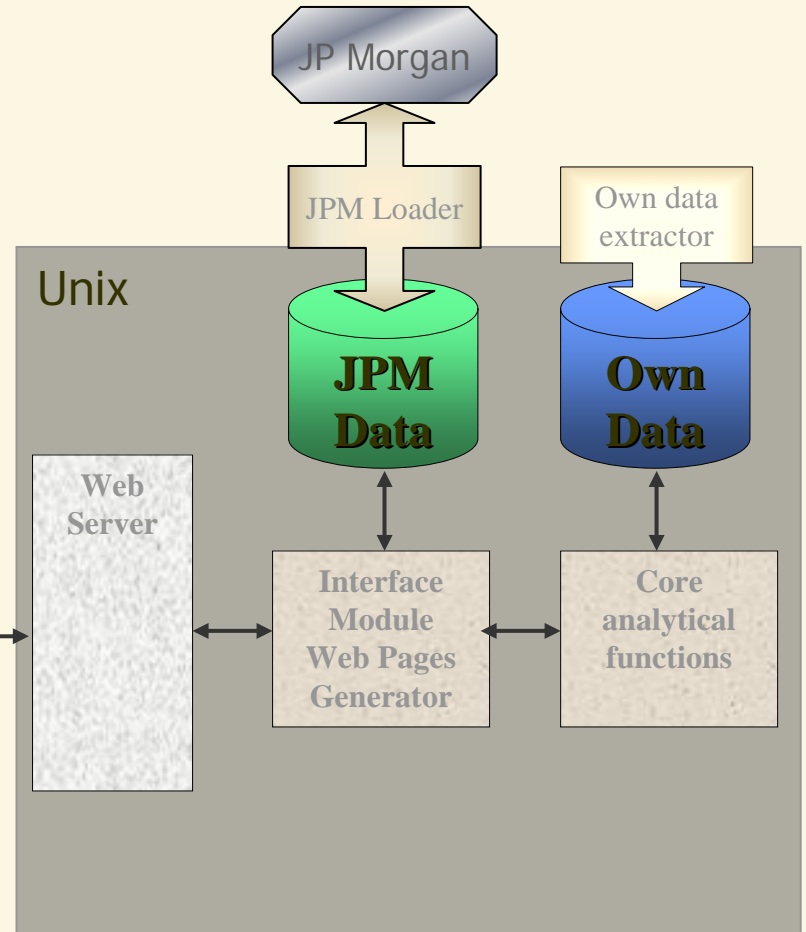 JP Morgan
JPM Loader
Own data
extractor
Unix
JPM
Data
Own
Data
Web
Server
Interface
Module
Web Pages
Generator
Core
analytical
functions